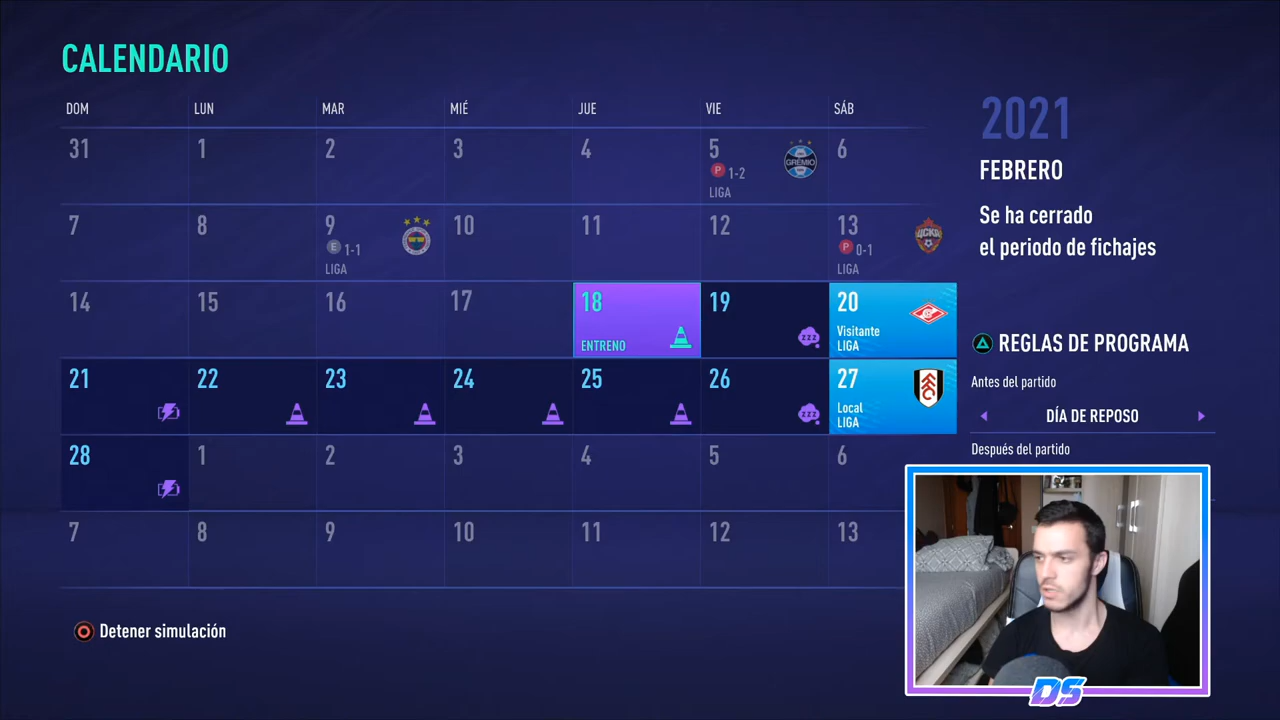 CALENDARIO
DOM LUN MAR MIÉ JUE VIE SÁB
31 1 2 3 4 5 6
P 1-2
LIGA
GRÊMIO
7 8 9 10 11 12 13
E 1-1
LIGA
P 0-1
LIGA
ЦСКА
14 15 16 17 18 19 20
ENTRENO
zzz
Visitante
LIGA
21 22 23 24 25 26 27
zzz
Local
LIGA
28 1 2 3 4 5 6
7 8 9 10 11 12 13
Detener simulación
2021
FEBRERO
Se ha cerrado
el periodo de fichajes
REGLAS DE PROGRAMA
Antes del partido
DÍA DE REPOSO
Después del partido
DS